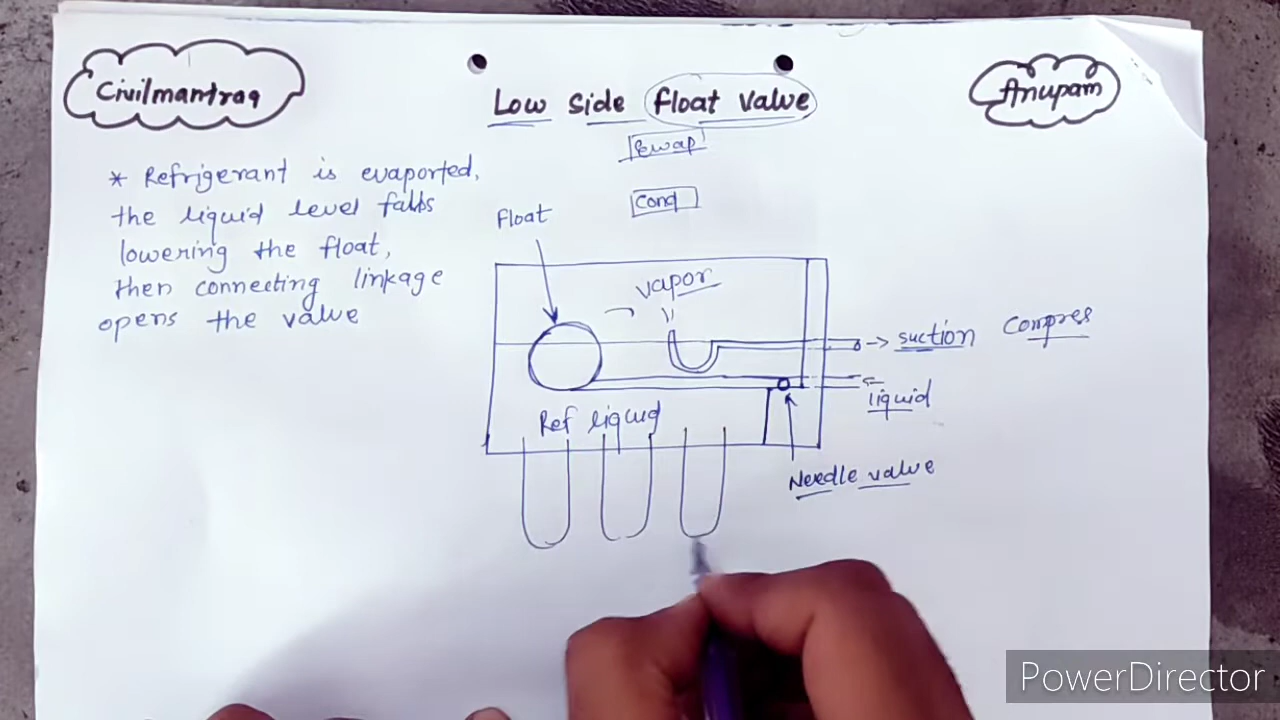 Civilmantraa
Low side float valve
Anupam
Evap
Cond
* Refrigerant is evaported,
the liquid level falls
lowering the float,
then connecting linkage
opens the valve
float
vapor
suction compres
liquid
Ref liquid
Needle valve
PowerDirector